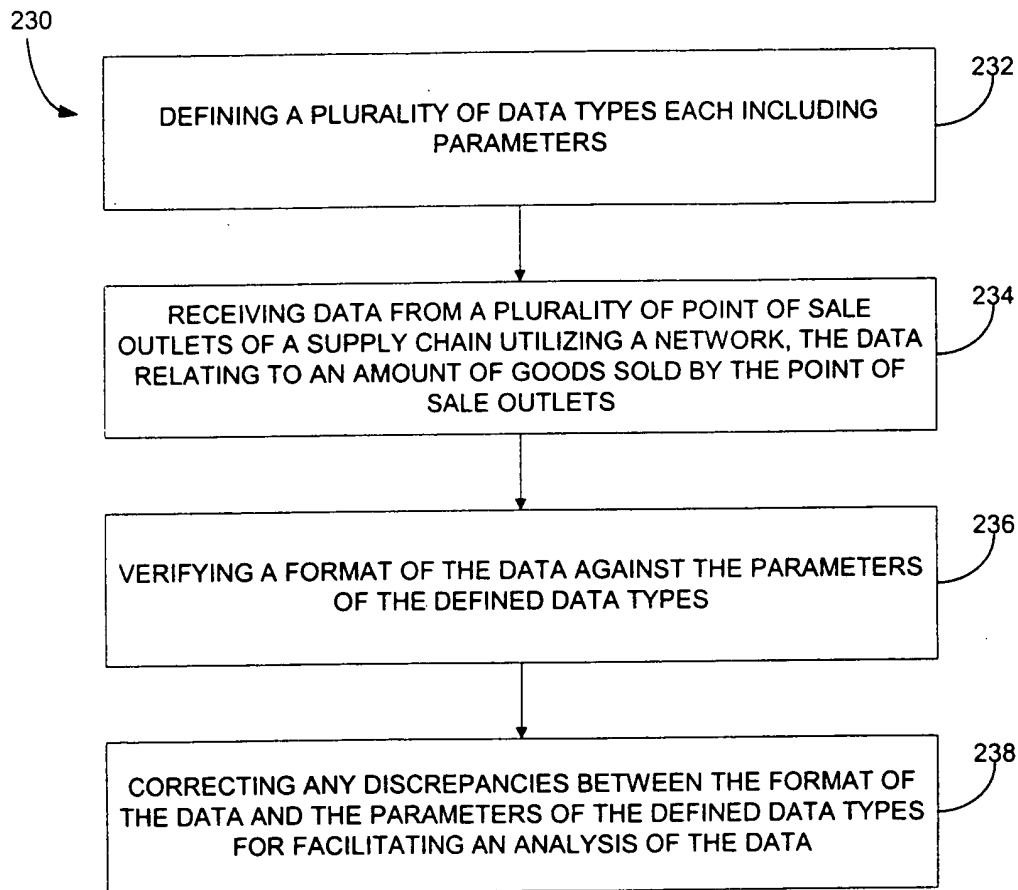 230
232
DEFINING A PLURALITY OF DATA TYPES EACH INCLUDING
PARAMETERS
234
RECEIVING DATA FROM A PLURALITY OF POINT OF SALE
OUTLETS OF A SUPPLY CHAIN UTILIZING A NETWORK, THE DATA
RELATING TO AN AMOUNT OF GOODS SOLD BY THE POINT OF
SALE OUTLETS
236
VERIFYING A FORMAT OF THE DATA AGAINST THE PARAMETERS
OF THE DEFINED DATA TYPES
238
CORRECTING ANY DISCREPANCIES BETWEEN THE FORMAT OF
THE DATA AND THE PARAMETERS OF THE DEFINED DATA TYPES
FOR FACILITATING AN ANALYSIS OF THE DATA